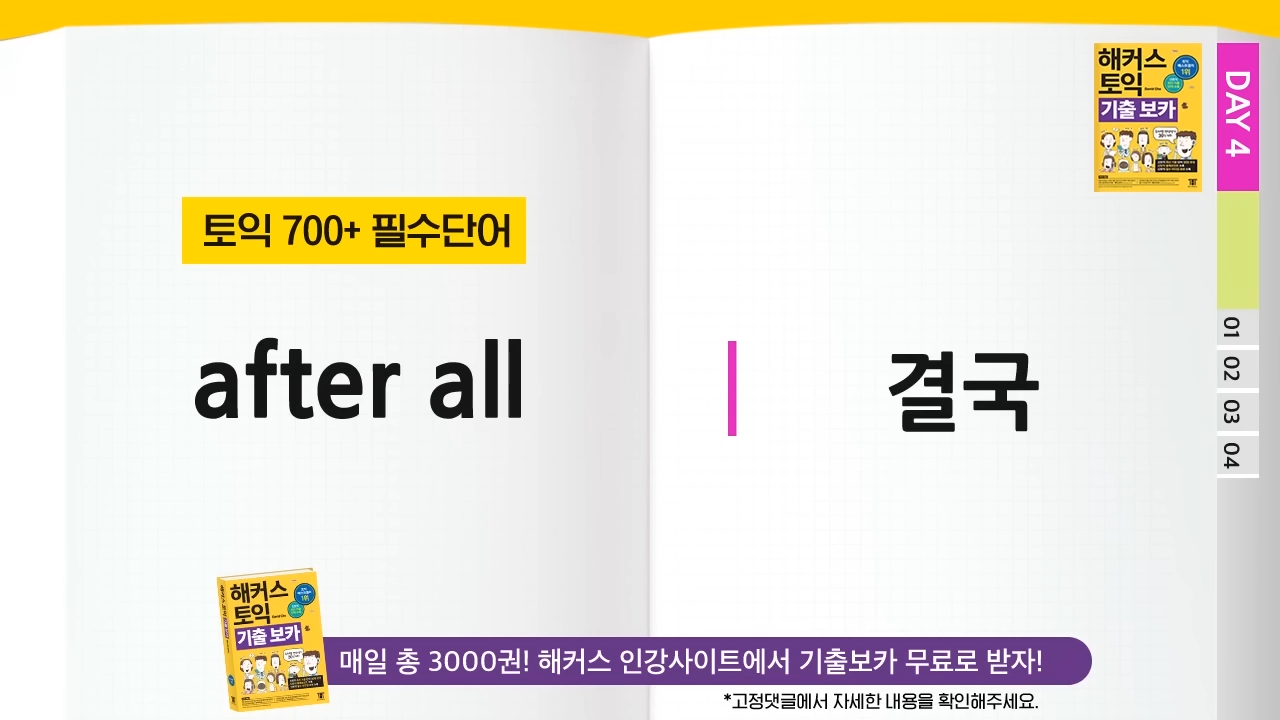 해커스
토익
기출 보카
DAY 4
토익 700+ 필수단어
after all
결국
01
02
03
04
해커스
토익
기출 보카
매일 총 3000권! 해커스 인강사이트에서 기출보카 무료로 받자!
*고정댓글에서 자세한 내용을 확인해주세요.